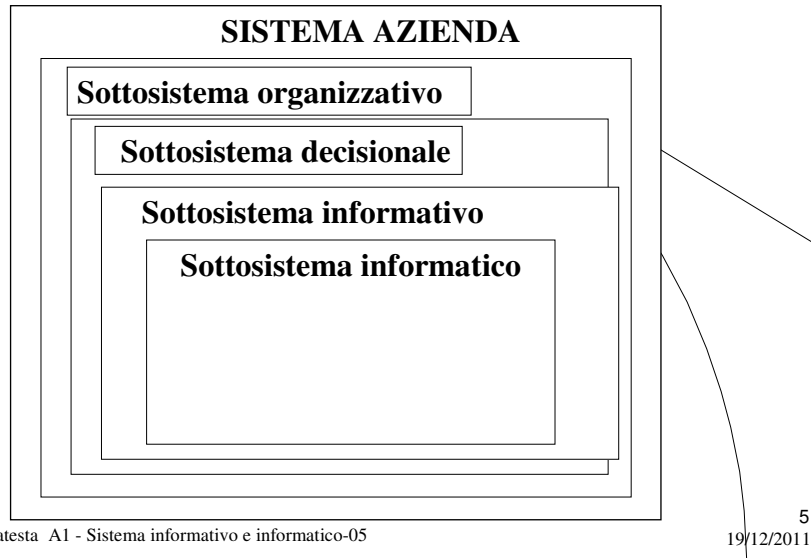 SISTEMA AZIENDA
Sottosistema organizzativo
Sottosistema decisionale
Sottosistema informativo
Sottosistema informatico
5
A1 - Sistema informativo e informatico-05
19/12/2011